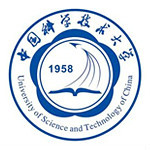 中国科学技术大学
1958
University of Science and Technology of China